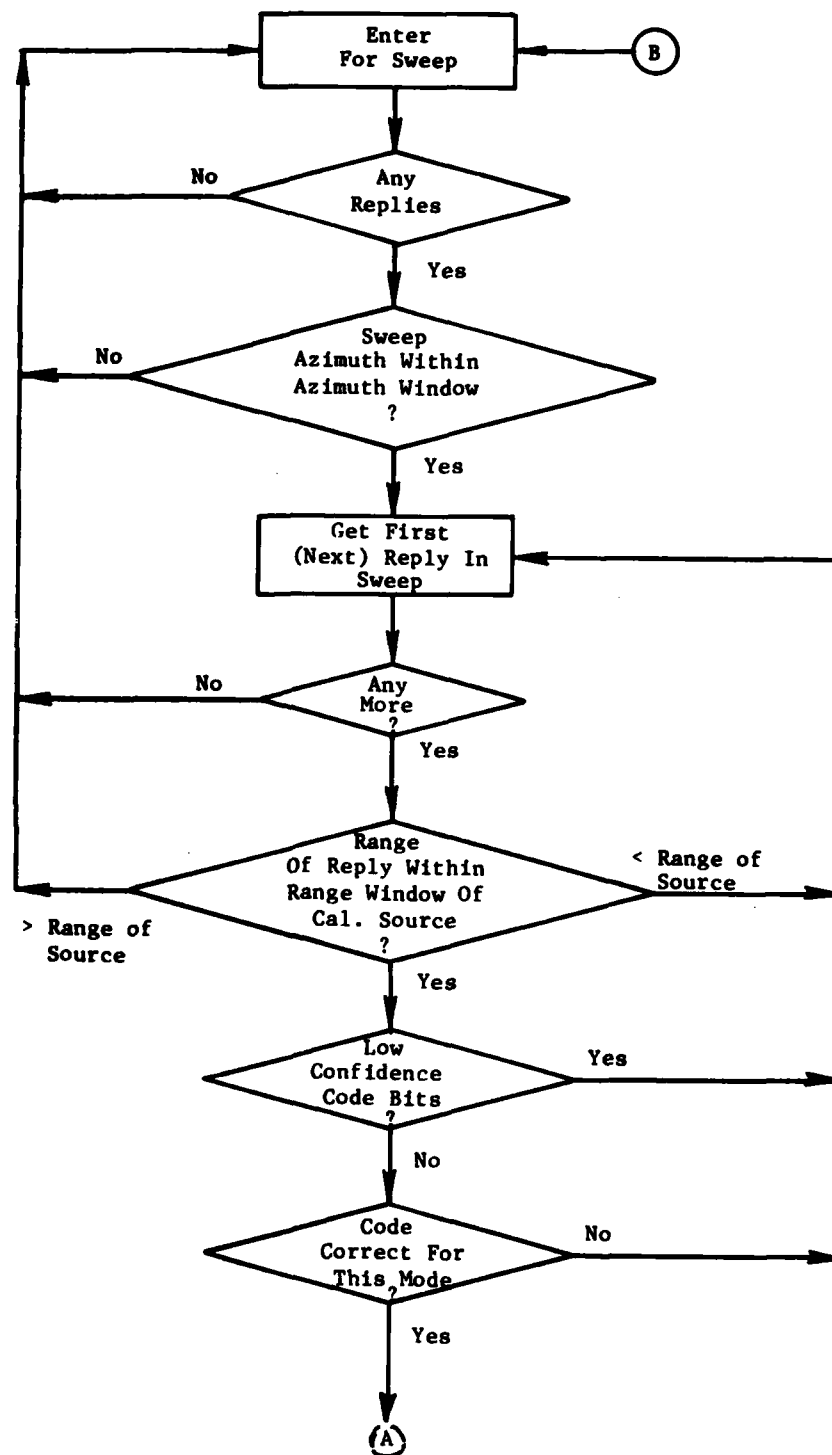 Enter
For Sweep
B
No
Any
Replies
Yes
No
Sweep
Azimuth Within
Azimuth Window
?
Yes
Get First
(Next) Reply In
Sweep
No
Any
More
?
Yes
Range
Of Reply Within
Range Window Of
Cal. Source
?
< Range of
Source
> Range of
Source
Yes
Low
Confidence
Code Bits
?
Yes
No
Code
Correct For
This Mode
?
No
Yes
A